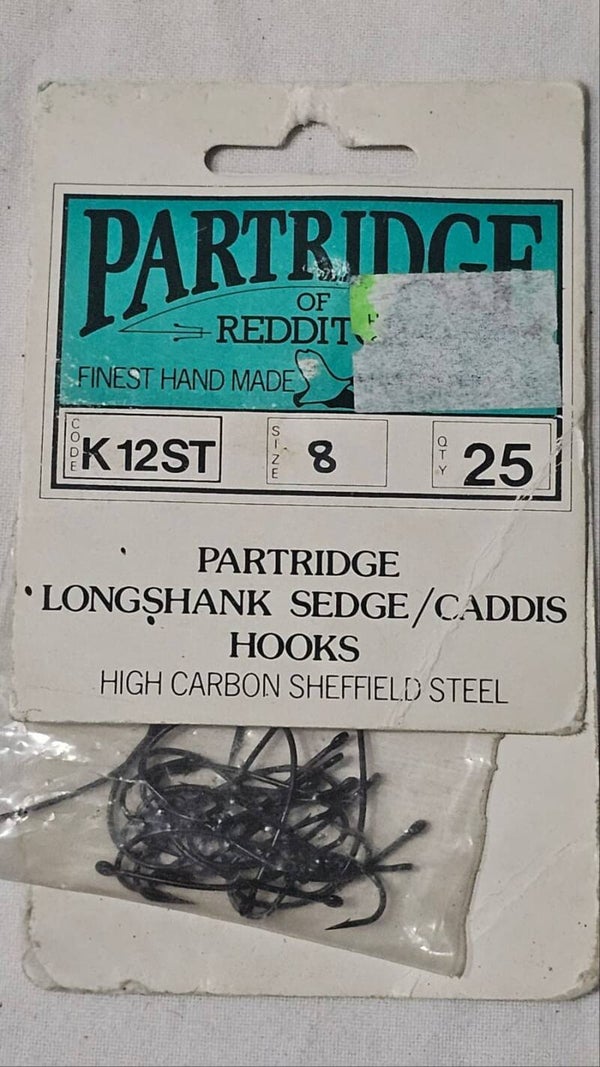 PARTRIDGE
OF
REDDIT
FINEST HAND MADE
CODE K12ST SIZE 8 QTY 25
PARTRIDGE
LONGSHANK SEDGE/CADDIS
HOOKS
HIGH CARBON SHEFFIELD STEEL